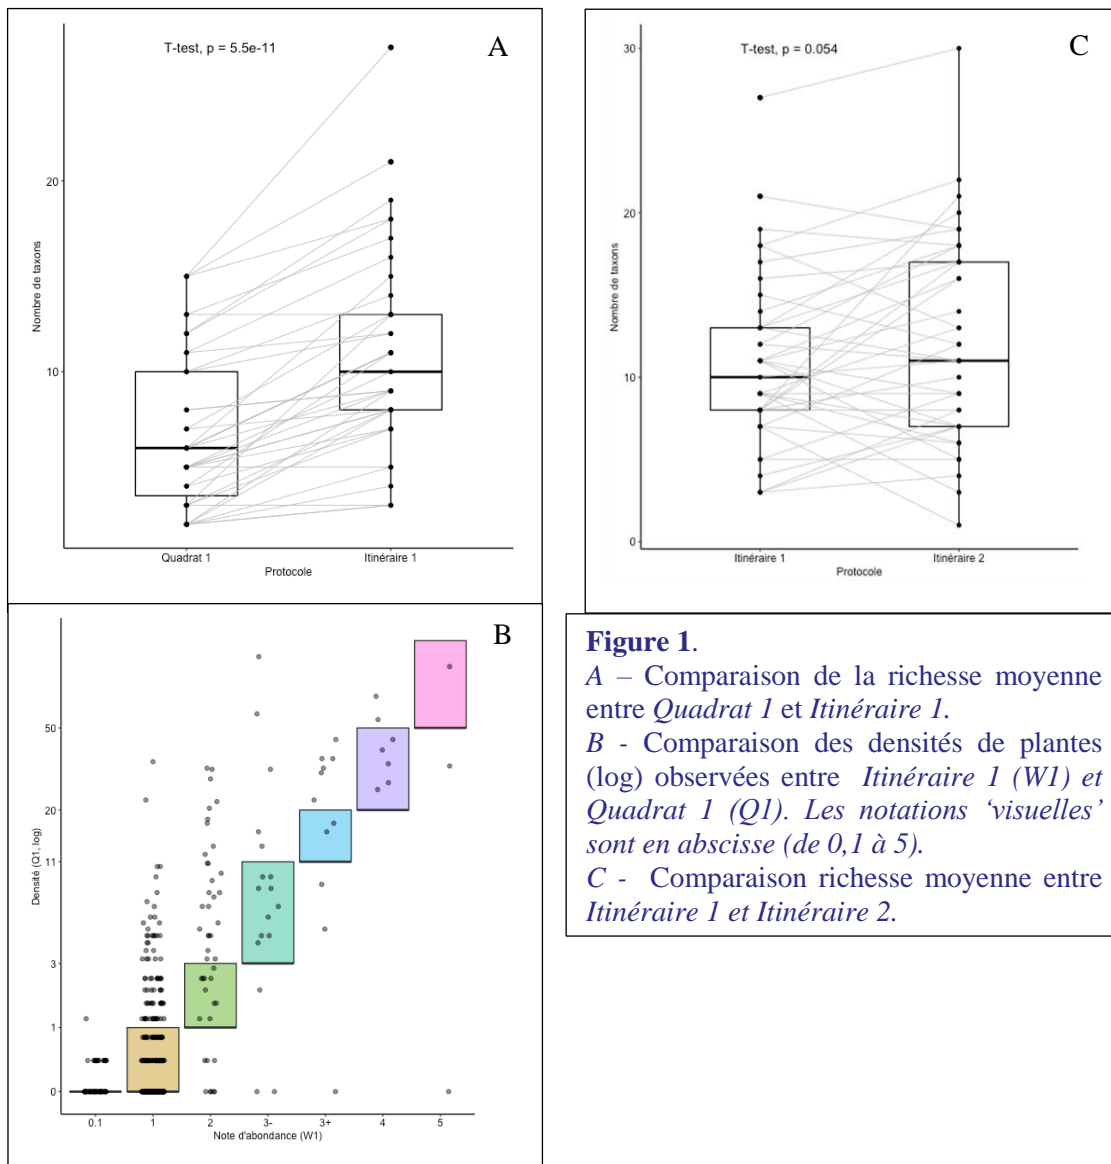 T-test, p = 5.5e-11
A
20
10
Nombre de taxons
Quadrat 1
Itinéraire 1
Protocole
T-test, p = 0.054
C
30
20
10
0
Nombre de taxons
Itinéraire 1
Itinéraire 2
Protocole
B
50
20
11
3
1
0
Densité (Q1, log)
0.1
1
2
3-
3+
4
5
Note d'abondance (W1)
Figure 1.
A – Comparaison de la richesse moyenne
entre Quadrat 1 et Itinéraire 1.
B - Comparaison des densités de plantes
(log) observées entre Itinéraire 1 (W1) et
Quadrat 1 (Q1). Les notations ‘visuelles’
sont en abscisse (de 0,1 à 5).
C - Comparaison richesse moyenne entre
Itinéraire 1 et Itinéraire 2.